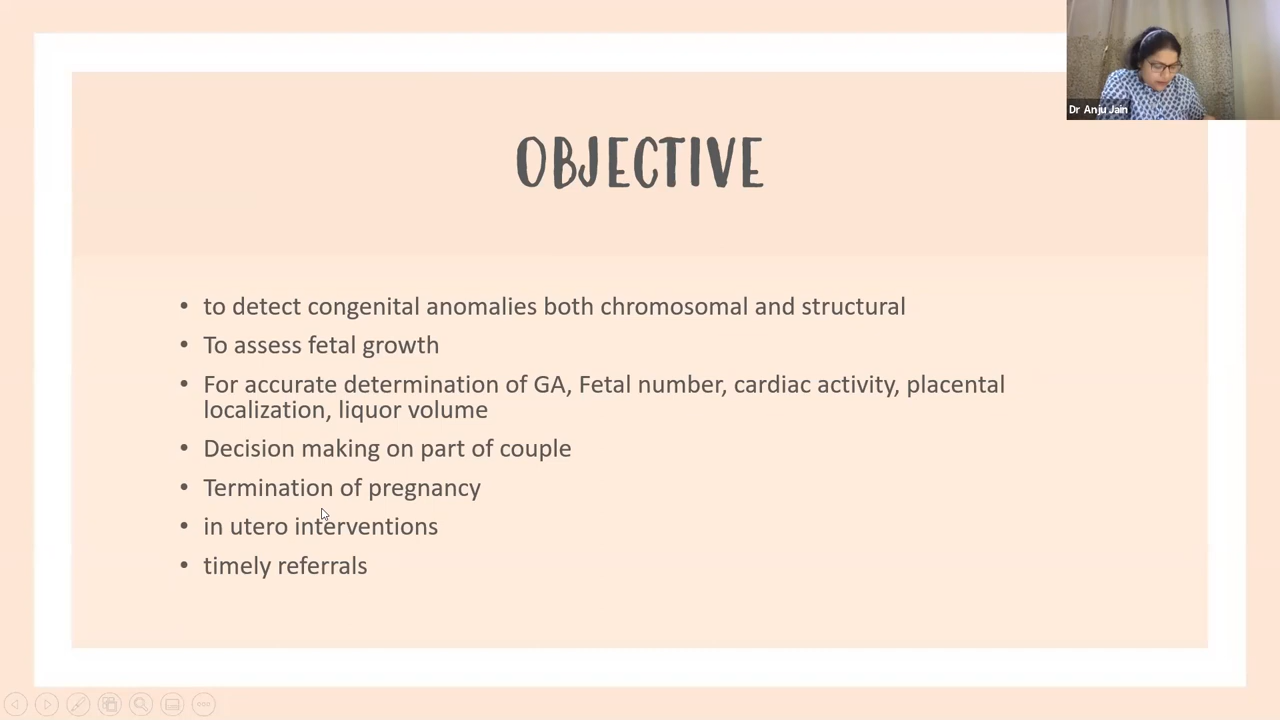 Dr Anju Jain
OBJECTIVE
• to detect congenital anomalies both chromosomal and structural
• To assess fetal growth
• For accurate determination of GA, Fetal number, cardiac activity, placental
localization, liquor volume
• Decision making on part of couple
• Termination of pregnancy
• in utero interventions
• timely referrals